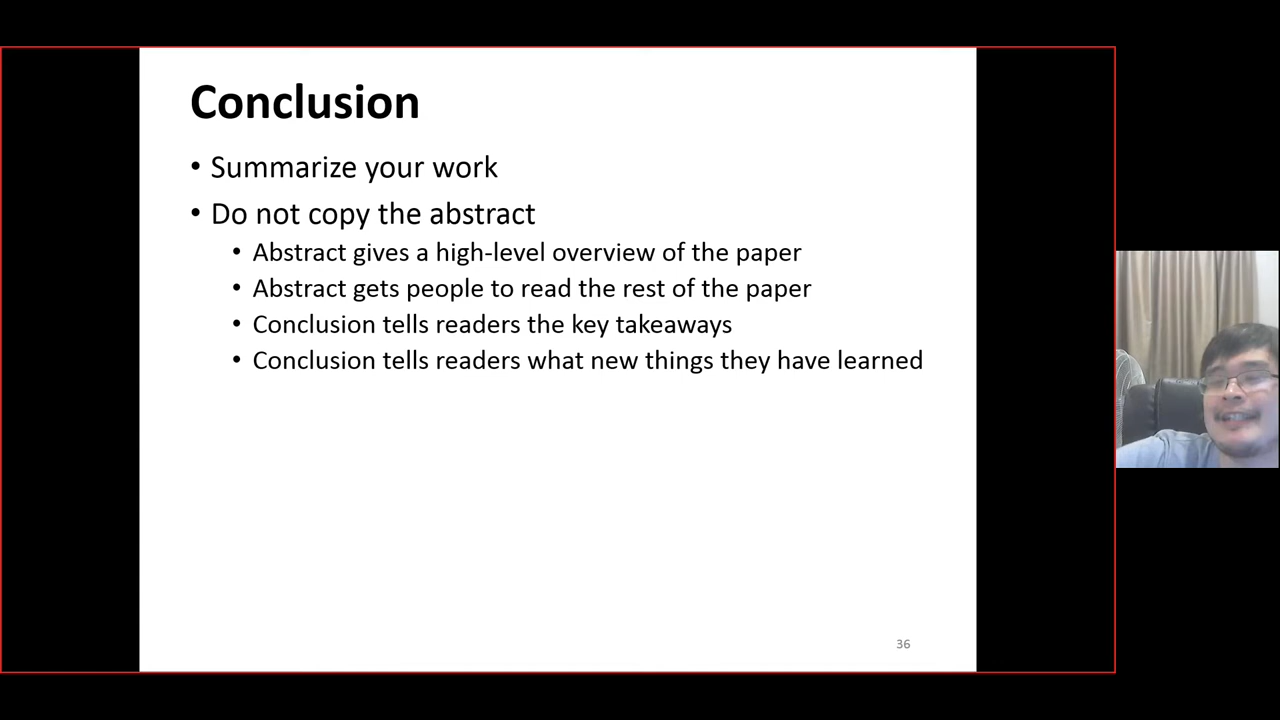 Conclusion
• Summarize your work
• Do not copy the abstract
• Abstract gives a high-level overview of the paper
• Abstract gets people to read the rest of the paper
• Conclusion tells readers the key takeaways
• Conclusion tells readers what new things they have learned
36